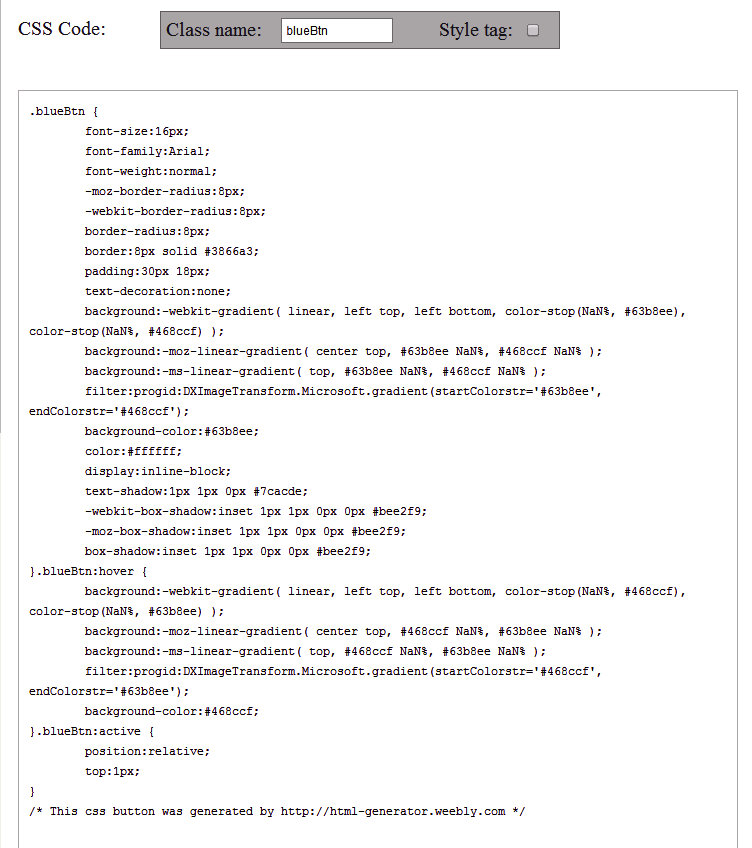 CSS Code: Class name: blueBtn Style tag:
.blueBtn {
font-size:16px;
font-family:Arial;
font-weight:normal;
-moz-border-radius:8px;
-webkit-border-radius:8px;
border-radius:8px;
border:8px solid #3866a3;
padding:30px 18px;
text-decoration:none;
background:-webkit-gradient( linear, left top, left bottom, color-stop(NaN%, #63b8ee),
color-stop(NaN%, #468ccf) );
background:-moz-linear-gradient( center top, #63b8ee NaN%, #468ccf NaN% );
background:-ms-linear-gradient( top, #63b8ee NaN%, #468ccf NaN% );
filter:progid:DXImageTransform.Microsoft.gradient(startColorstr='#63b8ee',
endColorstr='#468ccf');
background-color:#63b8ee;
color:#ffffff;
display:inline-block;
text-shadow:1px 1px 0px #7cacde;
-webkit-box-shadow:inset 1px 1px 0px 0px #bee2f9;
-moz-box-shadow:inset 1px 1px 0px 0px #bee2f9;
box-shadow:inset 1px 1px 0px 0px #bee2f9;
}.blueBtn:hover {
background:-webkit-gradient( linear, left top, left bottom, color-stop(NaN%, #468ccf),
color-stop(NaN%, #63b8ee) );
background:-moz-linear-gradient( center top, #468ccf NaN%, #63b8ee NaN% );
background:-ms-linear-gradient( top, #468ccf NaN%, #63b8ee NaN% );
filter:progid:DXImageTransform.Microsoft.gradient(startColorstr='#468ccf',
endColorstr='#63b8ee');
background-color:#468ccf;
}.blueBtn:active {
position:relative;
top:1px;
}
/* This css button was generated by http://html-generator.weebly.com */